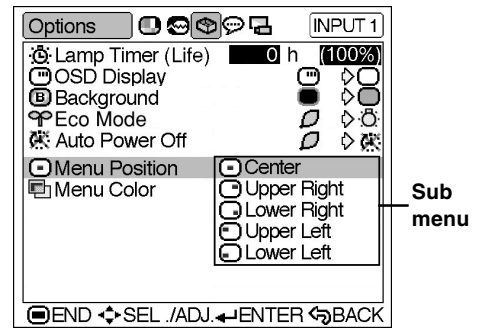 Options INPUT 1
Lamp Timer (Life) 0 h (100%)
OSD Display
B Background
Eco Mode
Auto Power Off
Menu Position Center
Menu Color Upper Right
Lower Right
Upper Left
Lower Left
Sub
menu
END SEL ./ADJ. ENTER BACK